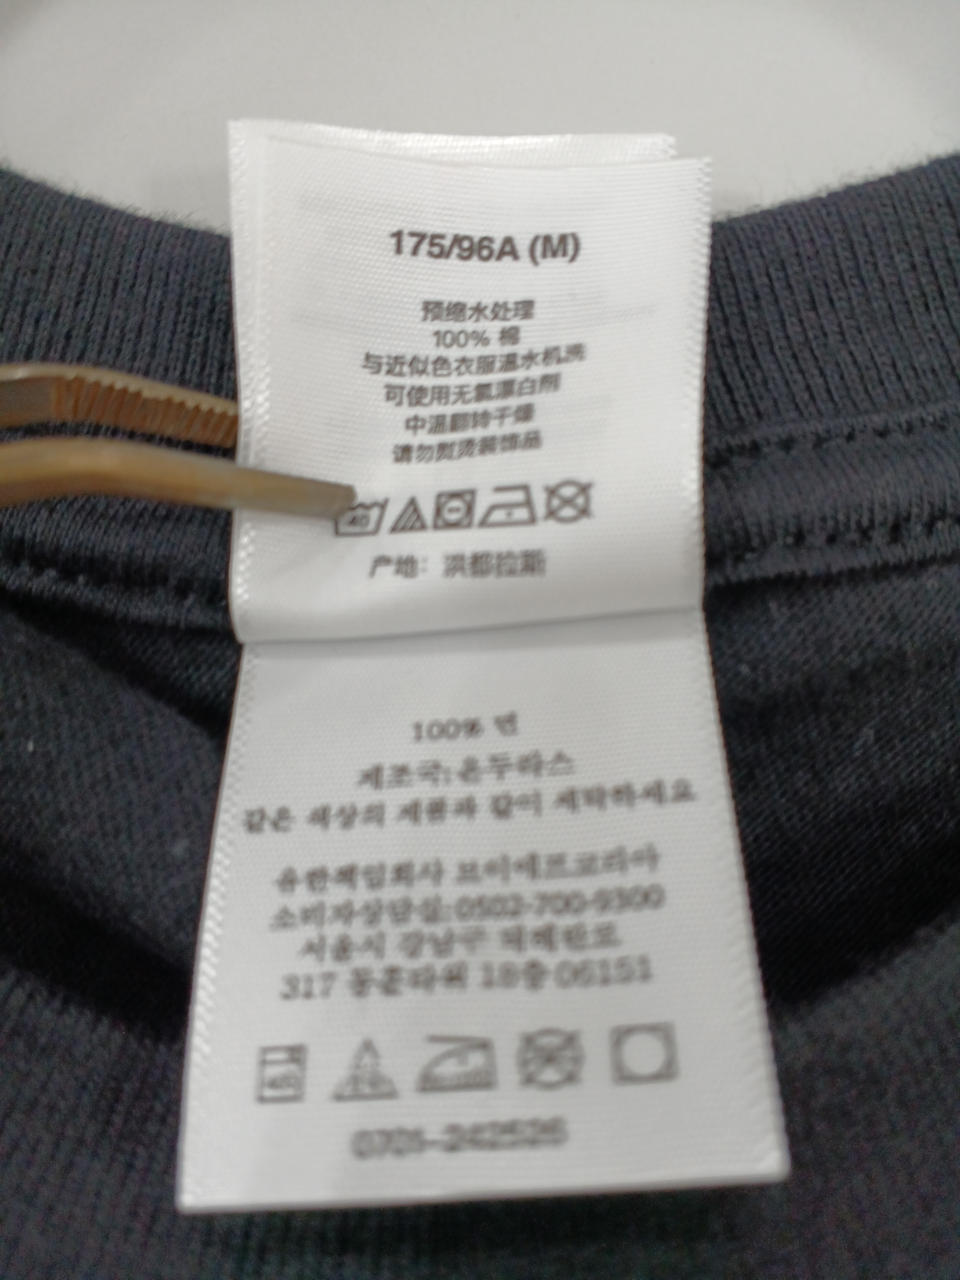 175/96A (M)
预缩水处理
100% 棉
与近似色衣服温水机洗
可使用无氯漂白剂
中温翻转干燥
请勿熨烫装饰品
40
产地：洪都拉斯
100% 면
제조국:온두라스
같은 색상의 제품과 같이 세탁하세요
유한책임회사 브이에프코리아
소비자상담실:0502-700-9300
서울시 강남구 테헤란로
317 동훈타워 18층 06151
40